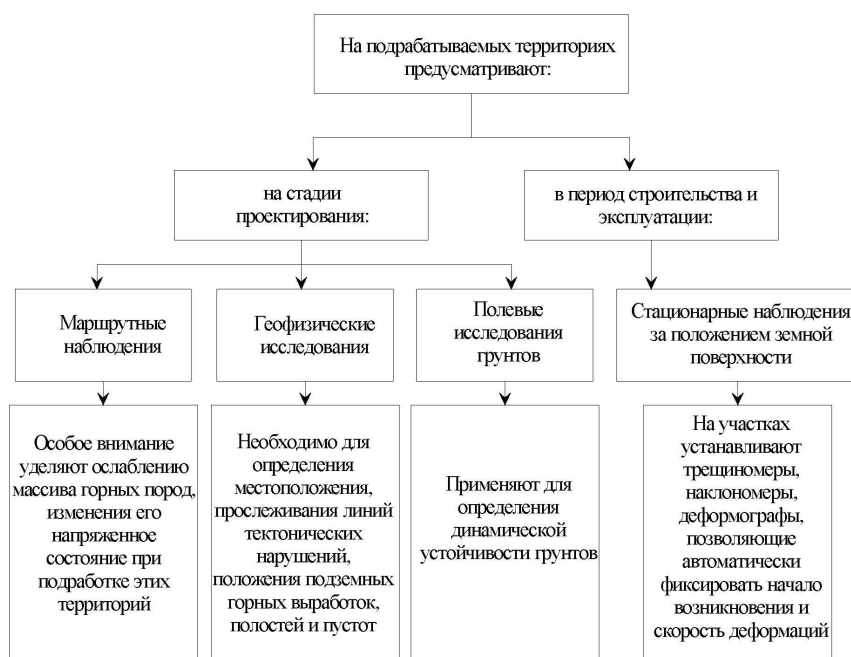 На подрабатываемых территориях
предусматривают:
на стадии
проектирования:
в период строительства и
эксплуатации:
Маршрутные
наблюдения
Геофизические
исследования
Полевые
исследования
грунтов
Стационарные наблюдения
за положением земной
поверхности
Особое внимание
уделяют ослаблению
массива горных пород,
изменения его
напряженное
состояние при
подработке этих
территорий
Необходимо для
определения
местоположения,
прослеживания линий
тектонических
нарушений,
положения подземных
горных выработок,
полостей и пустот
Применяют для
определения
динамической
устойчивости грунтов
На участках
устанавливают
трещиномеры,
наклономеры,
деформографы,
позволяющие
автоматически
фиксировать начало
возникновения и
скорость деформаций